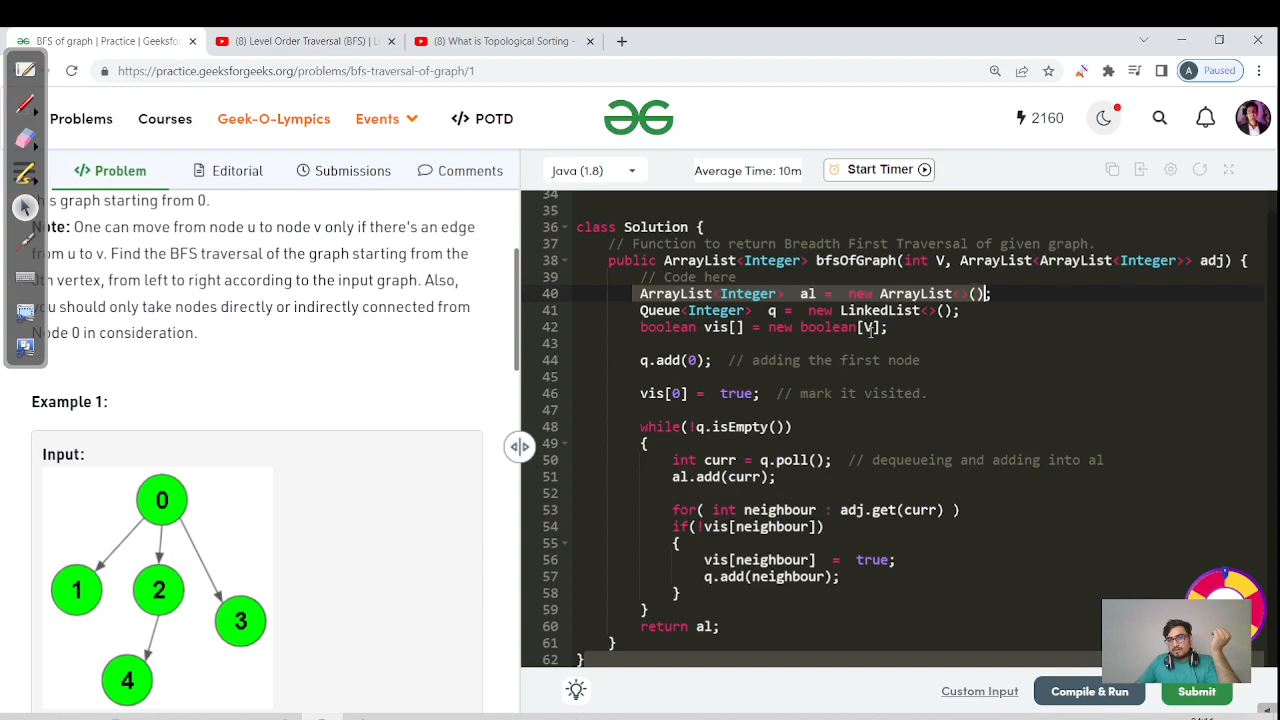 BFS of graph | Practice | Geeksfor
(8) Level Order Traversal (BFS) | L
(8) What is Topological Sorting -
https://practice.geeksforgeeks.org/problems/bfs-traversal-of-graph/1
A Paused
Problems Courses Geek-O-Lympics Events </> POTD
2160
</> Problem Editorial Submissions Comments
Java (1.8) Average Time: 10m Start Timer
graph starting from 0.
Note: One can move from node u to node v only if there's an edge
from u to v. Find the BFS traversal of the graph starting from the
vertex, from left to right according to the input graph. Also,
you should only take nodes directly or indirectly connected from
Node 0 in consideration.
Example 1:
Input:
0
1
2
3
4
34
35
36 class Solution {
37 // Function to return Breadth First Traversal of given graph.
38 public ArrayList<Integer> bfsOfGraph(int V, ArrayList<ArrayList<Integer>> adj) {
39 // Code here
40 ArrayList<Integer> al = new ArrayList<>();
41 Queue<Integer> q = new LinkedList<>();
42 boolean vis[] = new boolean[V];
43
44 q.add(0); // adding the first node
45
46 vis[0] = true; // mark it visited.
47
48 while(!q.isEmpty())
49 {
50 int curr = q.poll(); // dequeueing and adding into al
51 al.add(curr);
52
53 for( int neighbour : adj.get(curr) )
54 if(!vis[neighbour])
55 {
56 vis[neighbour] = true;
57 q.add(neighbour);
58 }
59 }
60 return al;
61 }
62 }
Custom Input Compile & Run Submit